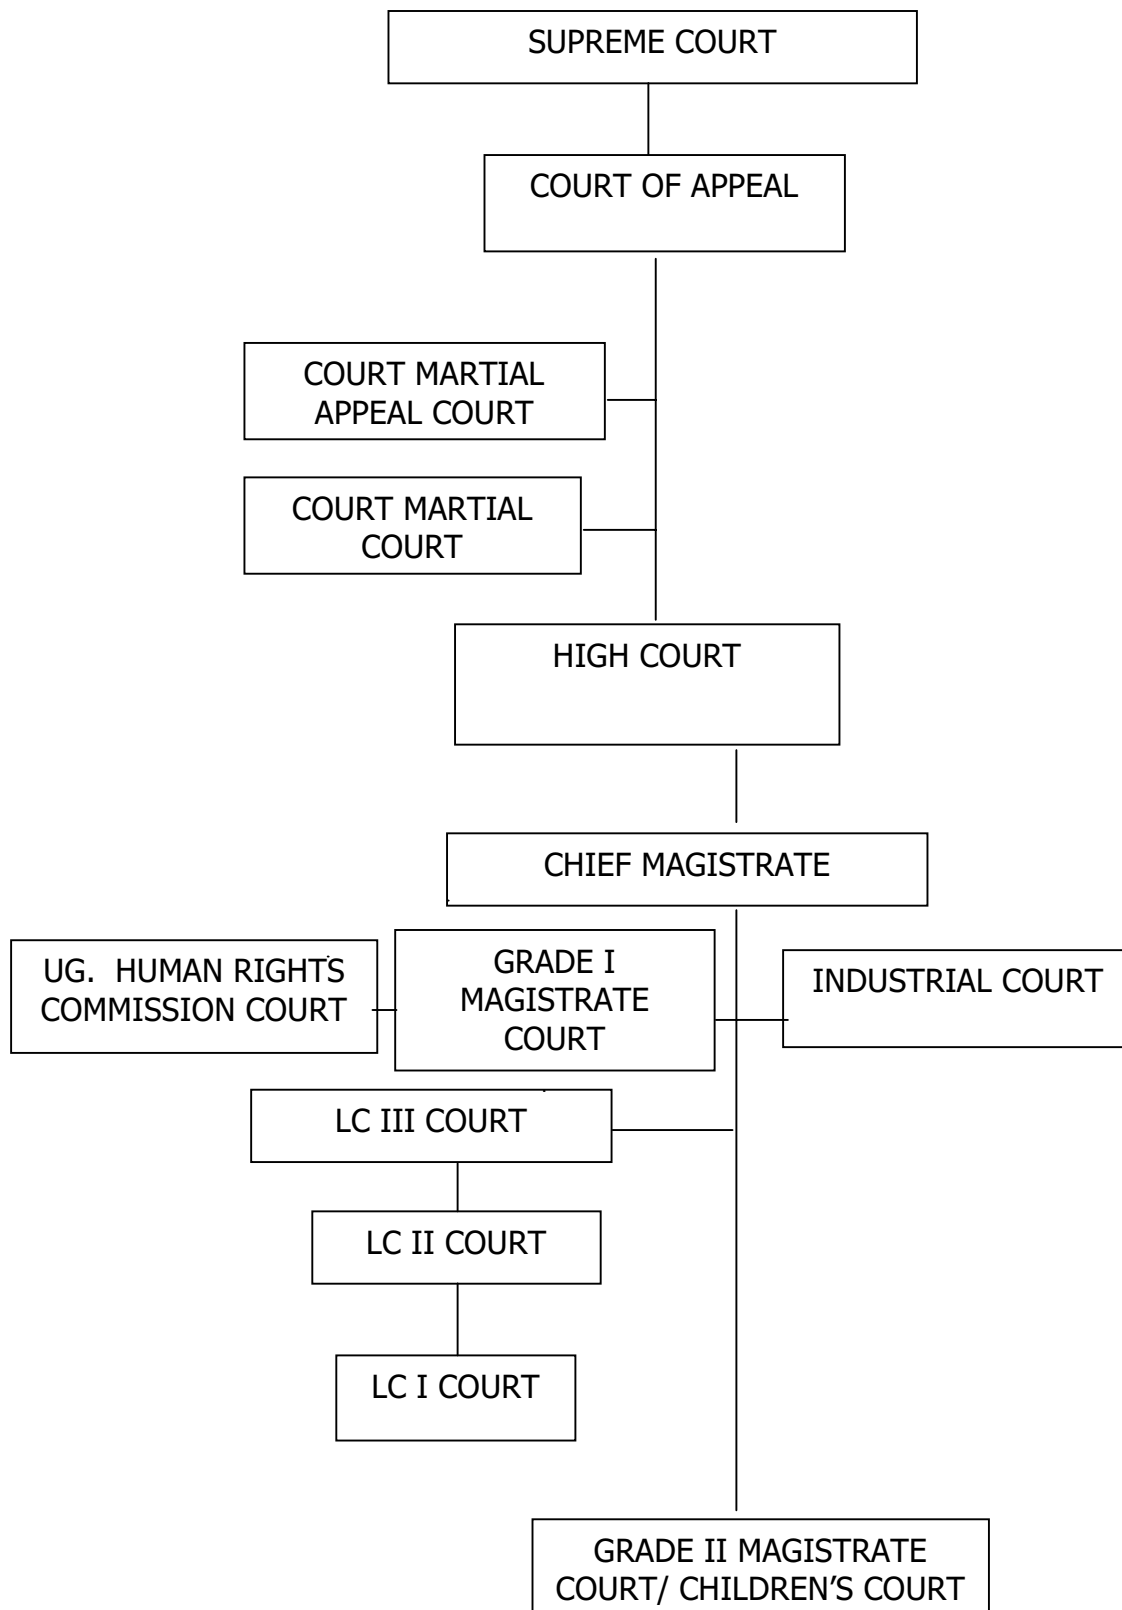 SUPREME COURT
COURT OF APPEAL
COURT MARTIAL
APPEAL COURT
COURT MARTIAL
COURT
HIGH COURT
CHIEF MAGISTRATE
UG. HUMAN RIGHTS
COMMISSION COURT
GRADE I
MAGISTRATE
COURT
INDUSTRIAL COURT
LC III COURT
LC II COURT
LC I COURT
GRADE II MAGISTRATE
COURT/ CHILDREN’S COURT